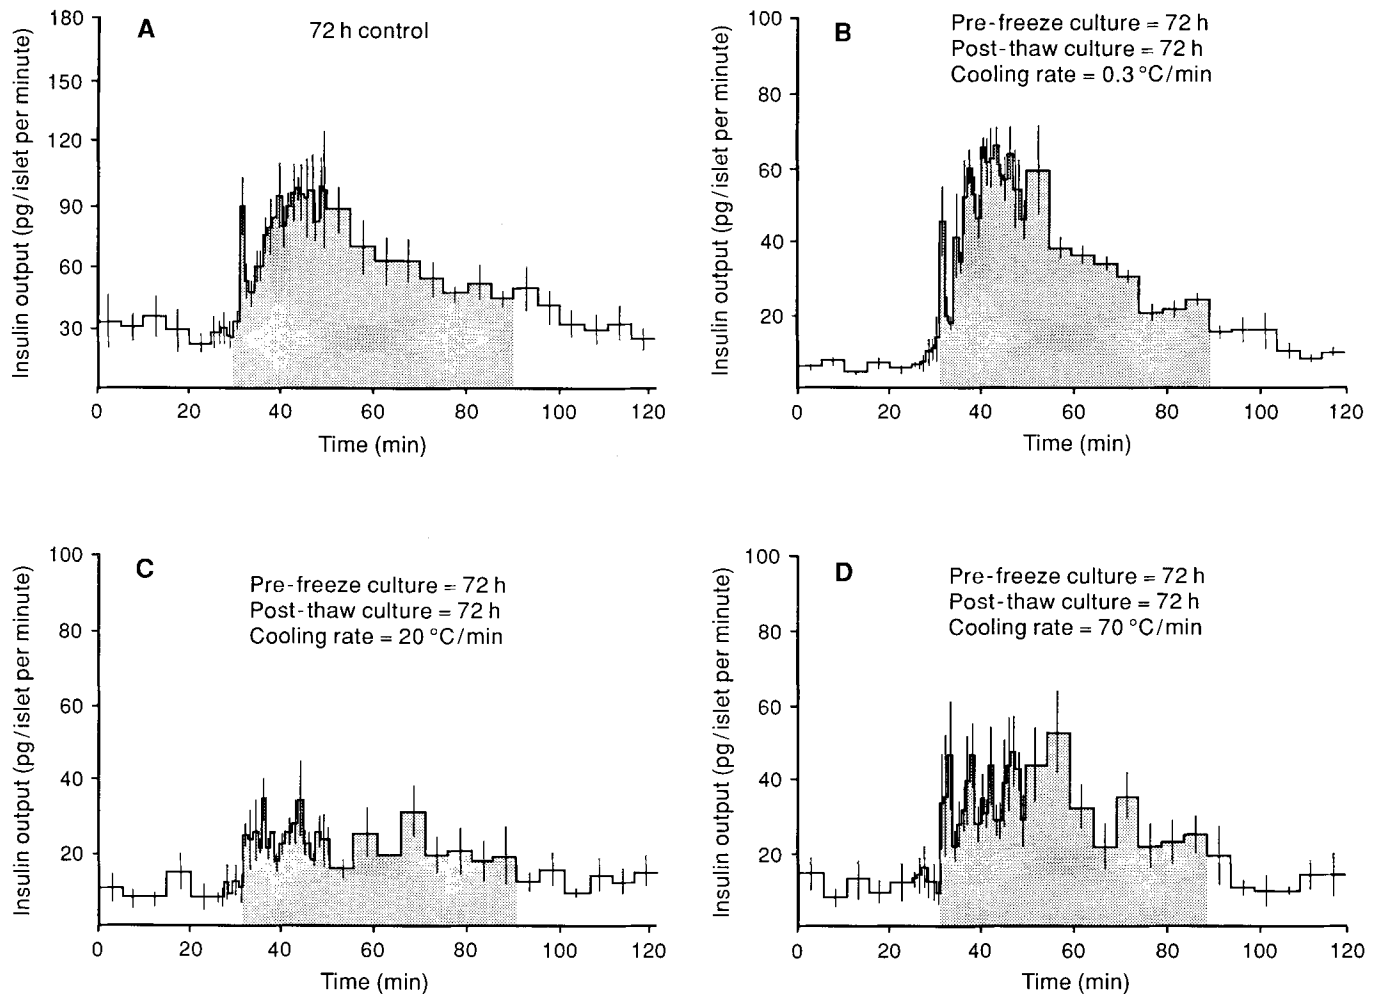 A
72 h control
Insulin output (pg/islet per minute)
180
150
120
90
60
30
0
20
40
60
80
100
120
Time (min)
B
Pre-freeze culture = 72 h
Post-thaw culture = 72 h
Cooling rate = 0.3 °C/min
Insulin output (pg/islet per minute)
100
80
60
40
20
0
20
40
60
80
100
120
Time (min)
C
Pre-freeze culture = 72 h
Post-thaw culture = 72 h
Cooling rate = 20 °C/min
Insulin output (pg/islet per minute)
100
80
60
40
20
0
20
40
60
80
100
120
Time (min)
D
Pre-freeze culture = 72 h
Post-thaw culture = 72 h
Cooling rate = 70 °C/min
Insulin output (pg/islet per minute)
100
80
60
40
20
0
20
40
60
80
100
120
Time (min)